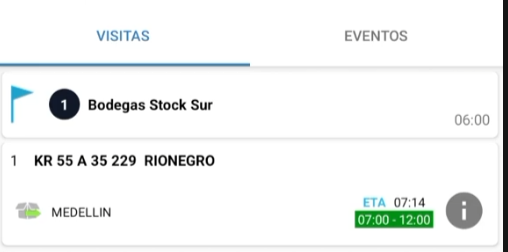 VISITAS
EVENTOS
1 Bodegas Stock Sur
06:00
1 KR 55 A 35 229 RIONEGRO
MEDELLIN
ETA 07:14
07:00 - 12:00
i